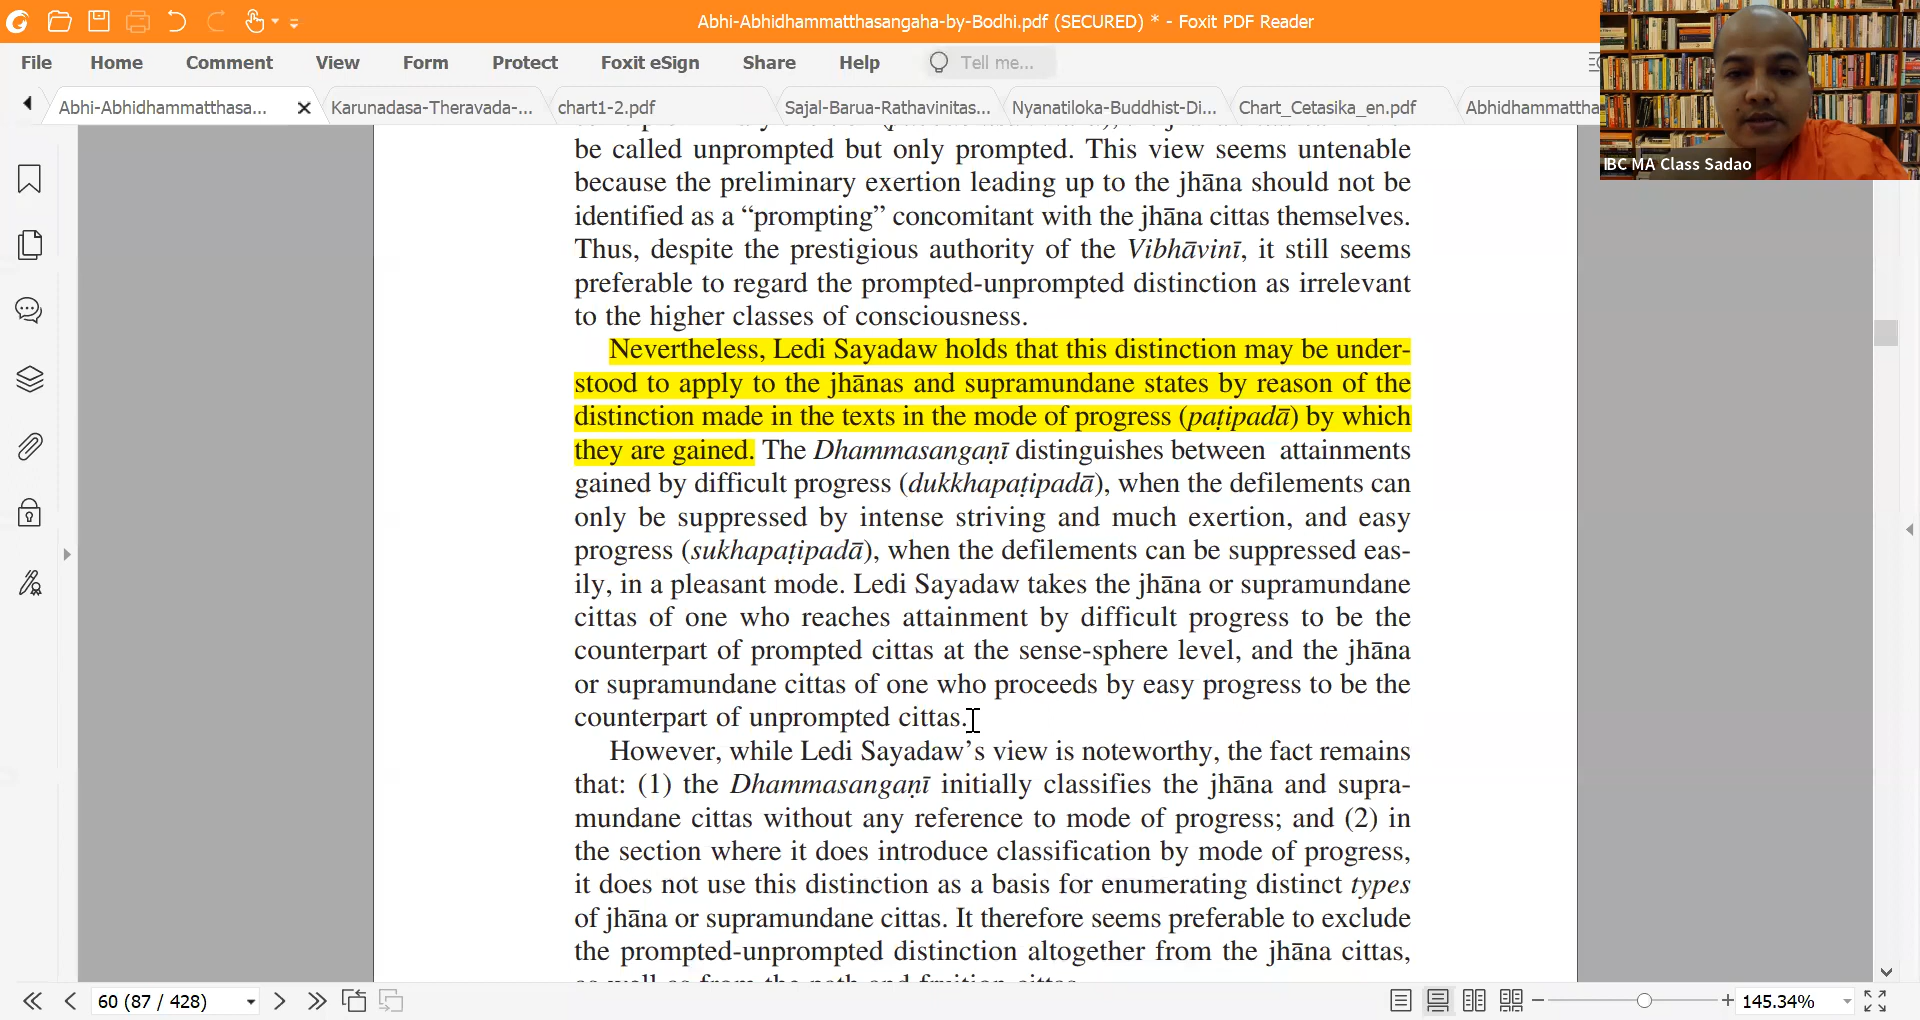 Abhi-Abhidhammatthasangaha-by-Bodhi.pdf (SECURED) * - Foxit PDF Reader
File Home Comment View Form Protect Foxit eSign Share Help Tell me...
Abhi-Abhidhammatthasa... Karunadasa-Theravada-... chart1-2.pdf Sajal-Barua-Rathavinitas... Nyanatiloka-Buddhist-Di... Chart_Cetasika_en.pdf Abhidhammattha
IBC MA Class Sadao
be called unprompted but only prompted. This view seems untenable
because the preliminary exertion leading up to the jhāna should not be
identified as a “prompting” concomitant with the jhāna cittas themselves.
Thus, despite the prestigious authority of the Vibhāvinī, it still seems
preferable to regard the prompted-unprompted distinction as irrelevant
to the higher classes of consciousness.
Nevertheless, Ledi Sayadaw holds that this distinction may be under-
stood to apply to the jhānas and supramundane states by reason of the
distinction made in the texts in the mode of progress (paṭipadā) by which
they are gained. The Dhammasangaṇī distinguishes between attainments
gained by difficult progress (dukkhapaṭipadā), when the defilements can
only be suppressed by intense striving and much exertion, and easy
progress (sukhapaṭipadā), when the defilements can be suppressed eas-
ily, in a pleasant mode. Ledi Sayadaw takes the jhāna or supramundane
cittas of one who reaches attainment by difficult progress to be the
counterpart of prompted cittas at the sense-sphere level, and the jhāna
or supramundane cittas of one who proceeds by easy progress to be the
counterpart of unprompted cittas.
However, while Ledi Sayadaw’s view is noteworthy, the fact remains
that: (1) the Dhammasangaṇī initially classifies the jhāna and supra-
mundane cittas without any reference to mode of progress; and (2) in
the section where it does introduce classification by mode of progress,
it does not use this distinction as a basis for enumerating distinct types
of jhāna or supramundane cittas. It therefore seems preferable to exclude
the prompted-unprompted distinction altogether from the jhāna cittas,
as well as from the path and fruition cittas.
60 (87 / 428) 145.34%